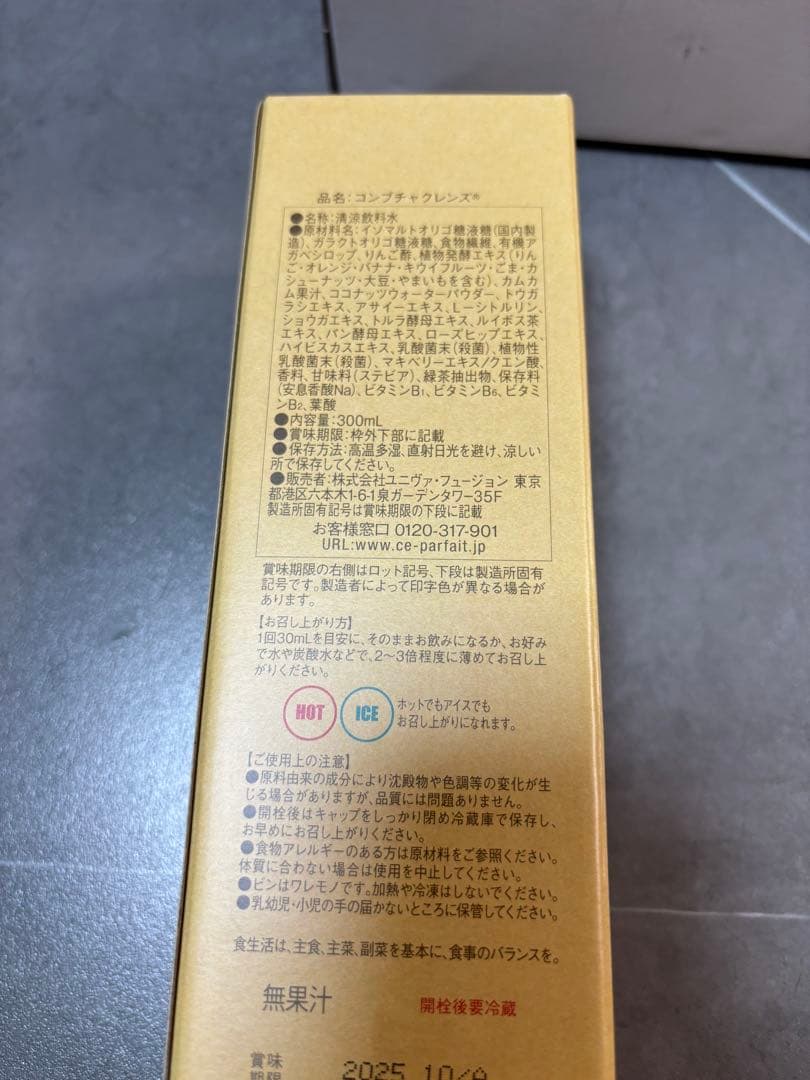 品名:コンブチャクレンズ®
●名称:清涼飲料水
●原材料名:イソマルトオリゴ糖液糖(国内製
造)、ガラクトオリゴ糖液糖、食物繊維、有機ア
ガベシロップ、りんご酢、植物発酵エキス(りん
ご・オレンジ・バナナ・キウイフルーツ・ごま・カ
シューナッツ・大豆・やまいもを含む)、カムカ
ム果汁、ココナッツウォーターパウダー、トウガ
ラシエキス、アサイーエキス、L-シトルリン、
ショウガエキス、トルラ酵母エキス、ルイボス茶
エキス、パン酵母エキス、ローズヒップエキス、
ハイビスカスエキス、乳酸菌末(殺菌)、植物性
乳酸菌末(殺菌)、マキベリーエキス/クエン酸、
香料、甘味料(ステビア)、緑茶抽出物、保存料
(安息香酸Na)、ビタミンB1、ビタミンB6、ビタミ
ンB2、葉酸
●内容量:300mL
●賞味期限:枠外下部に記載
●保存方法:高温多湿、直射日光を避け、涼しい
所で保存してください。
●販売者:株式会社ユニヴァ・フュージョン 東京
都港区六本木1-6-1泉ガーデンタワー35F
製造所固有記号は賞味期限の下段に記載
お客様窓口 0120-317-901
URL:www.ce-parfait.jp
賞味期限の右側はロット記号、下段は製造所固有
記号です。製造者によって印字色が異なる場合が
あります。
【お召し上がり方】
1回30mLを目安に、そのままお飲みになるか、お好み
で水や炭酸水などで、2〜3倍程度に薄めてお召し上
がりください。
HOT ICE ホットでもアイスでも
お召し上がりになれます。
【ご使用上の注意】
●原料由来の成分により沈殿物や色調等の変化が生
じる場合がありますが、品質には問題ありません。
●開栓後はキャップをしっかり閉め冷蔵庫で保存し、
お早めにお召し上がりください。
●食物アレルギーのある方は原材料をご参照ください。
体質に合わない場合は使用を中止してください。
●ビンはワレモノです。加熱や冷凍はしないでください。
●乳幼児・小児の手の届かないところに保管してください。
食生活は、主食、主菜、副菜を基本に、食事のバランスを。
無果汁 開栓後要冷蔵
賞味
期限 2025.10/A